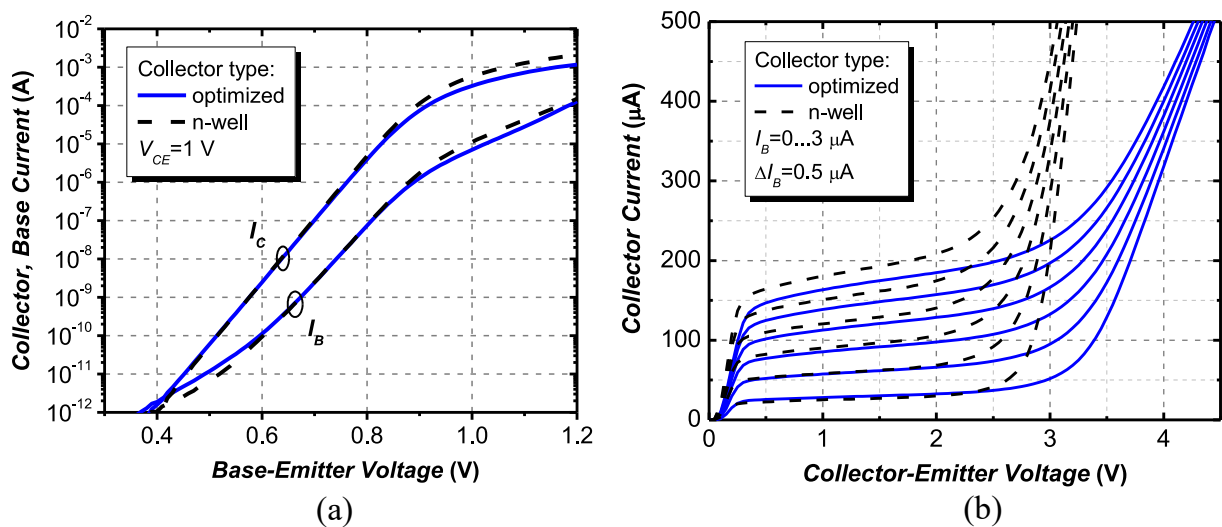 10⁻²
10⁻³
10⁻⁴
10⁻⁵
10⁻⁶
10⁻⁷
10⁻⁸
10⁻⁹
10⁻¹⁰
10⁻¹¹
10⁻¹²
Collector, Base Current (A)
Collector type:
optimized
n-well
V_CE=1 V
I_C
I_B
0.4 0.6 0.8 1.0 1.2
Base-Emitter Voltage (V)
(a)
500
400
300
200
100
0
Collector Current (μA)
Collector type:
optimized
n-well
I_B=0...3 μA
ΔI_B=0.5 μA
0 1 2 3 4
Collector-Emitter Voltage (V)
(b)